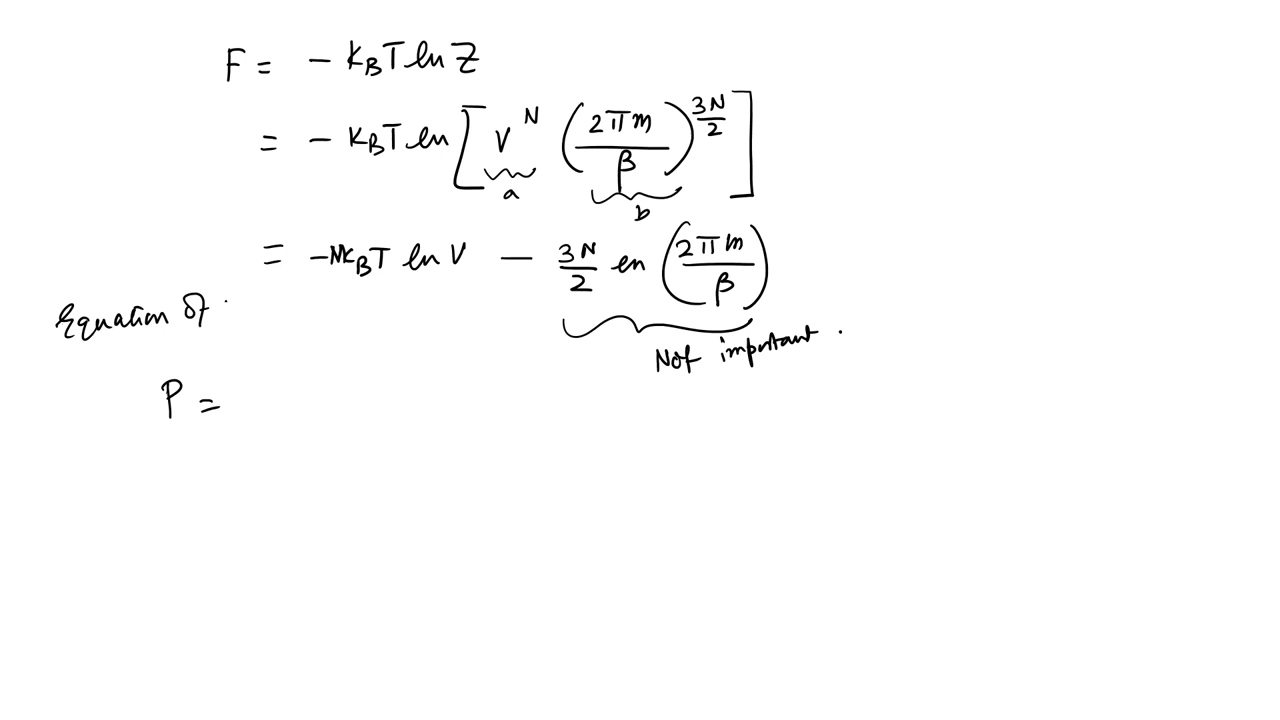 F = - k_B T ln Z
= - k_B T ln [ V^N (2πm/β)^{3N/2} ]
a
b
= -Nk_B T ln V - 3N/2 ln (2πm/β)
Equation of
Not important .
P =